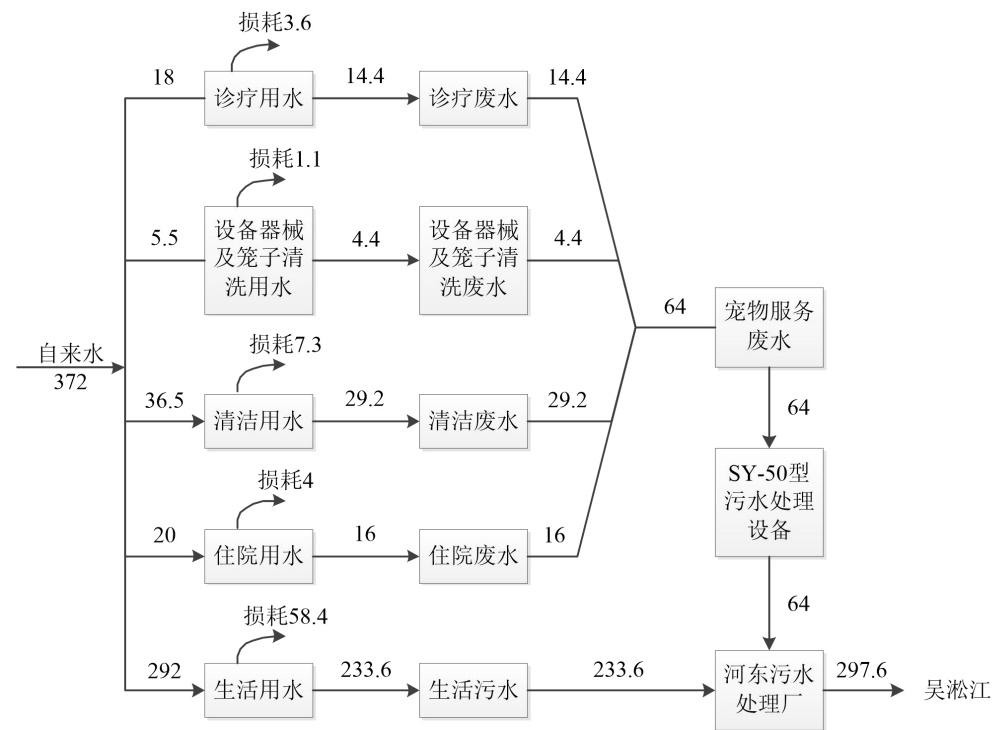 损耗3.6
18
诊疗用水
14.4
诊疗废水
14.4
损耗1.1
5.5
设备器械
及笼子清
洗用水
4.4
设备器械
及笼子清
洗废水
4.4
64
宠物服务
废水
自来水
372
损耗7.3
36.5
清洁用水
29.2
清洁废水
29.2
64
SY-50型
污水处理
设备
损耗4
20
住院用水
16
住院废水
16
64
损耗58.4
292
生活用水
233.6
生活污水
233.6
河东污水
处理厂
297.6
吴淞江